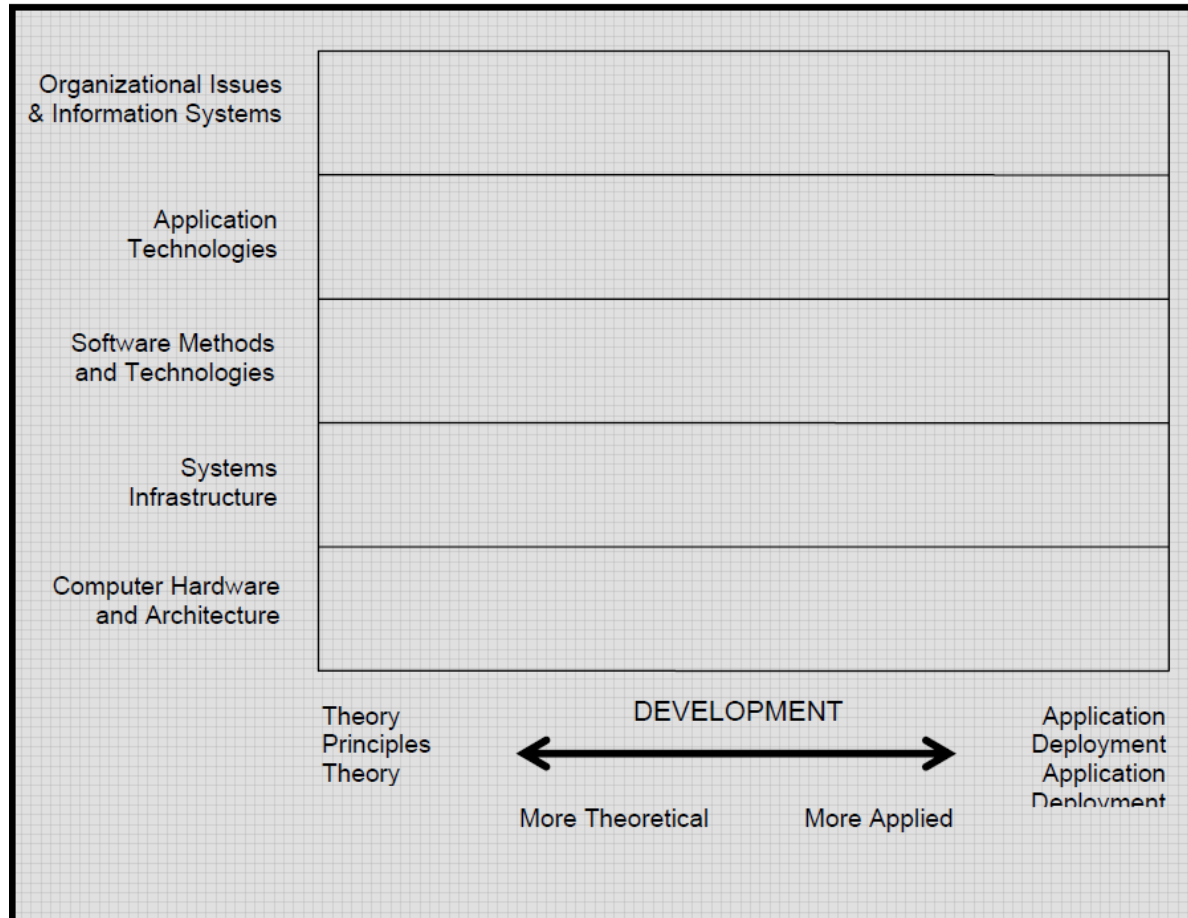 Organizational Issues
& Information Systems
Application
Technologies
Software Methods
and Technologies
Systems
Infrastructure
Computer Hardware
and Architecture
Theory
Principles
Theory
DEVELOPMENT
More Theoretical
More Applied
Application
Deployment
Application
Deployment